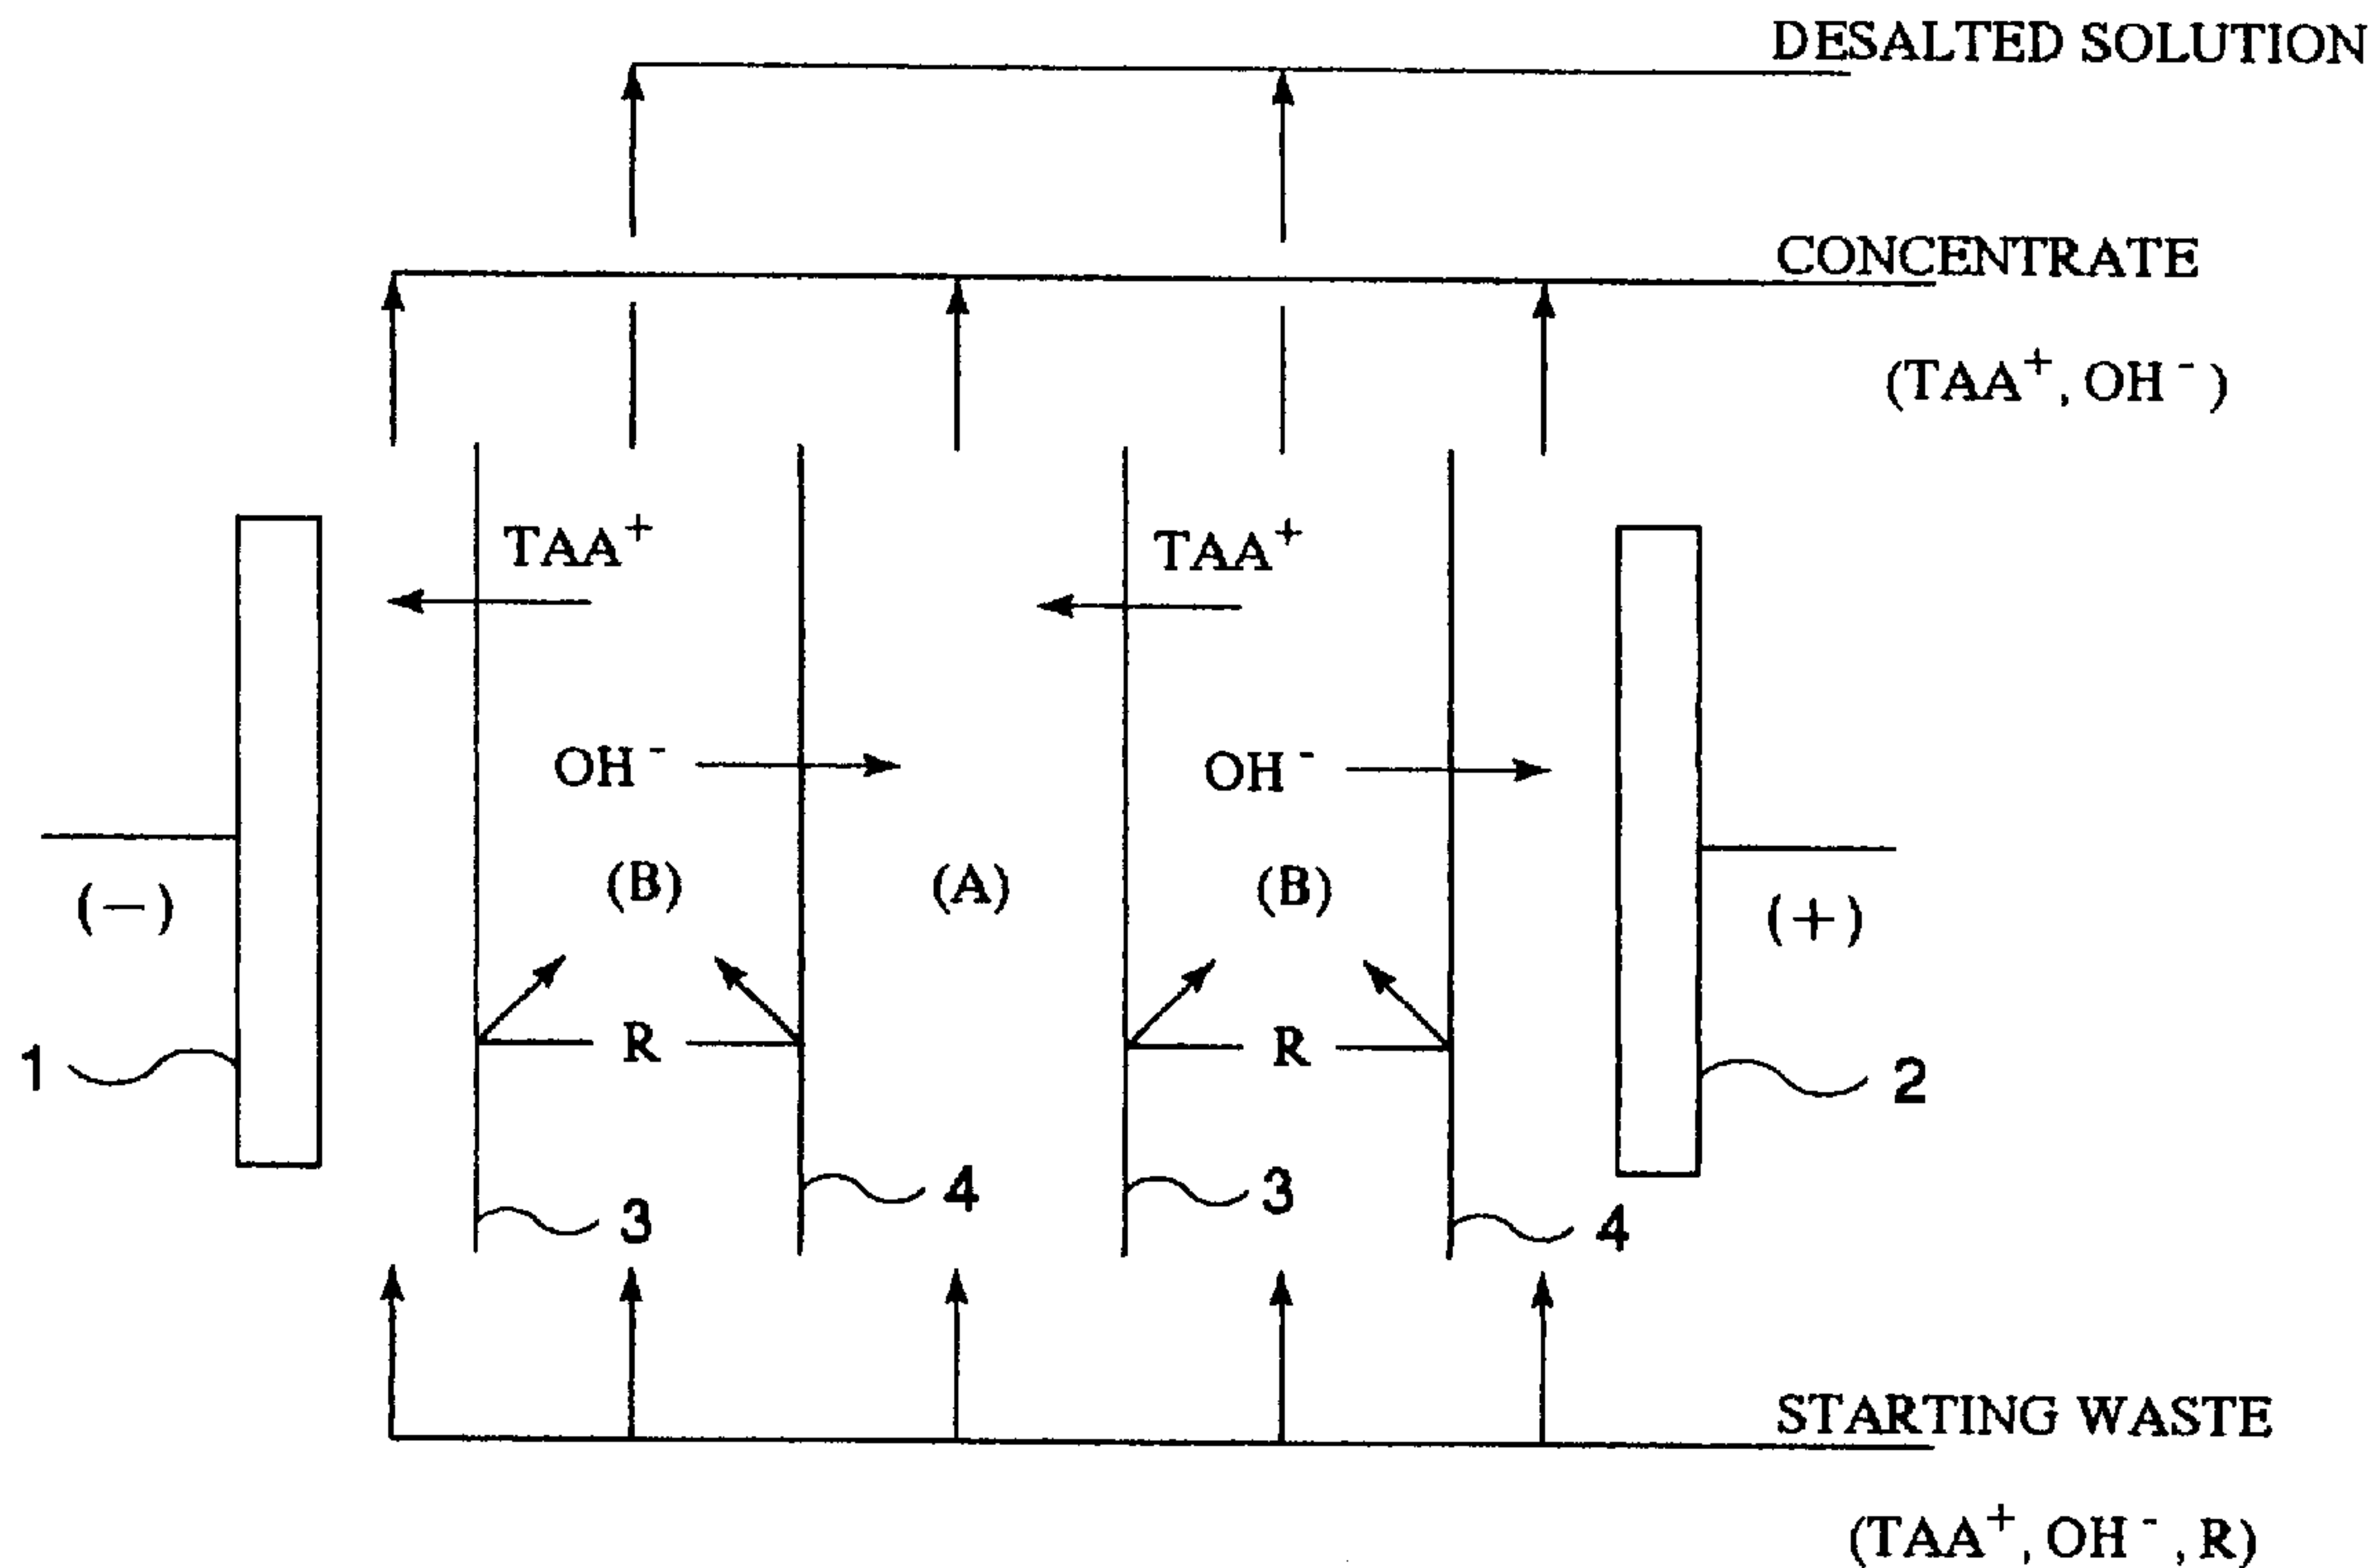 DESALTED SOLUTION
CONCENTRATE
(TAA⁺, OH⁻)
TAA⁺ TAA⁺
OH⁻ OH⁻
(B) (A) (B)
(−) (+)
R R
1 2
4 3
3 4
STARTING WASTE
(TAA⁺, OH⁻, R)